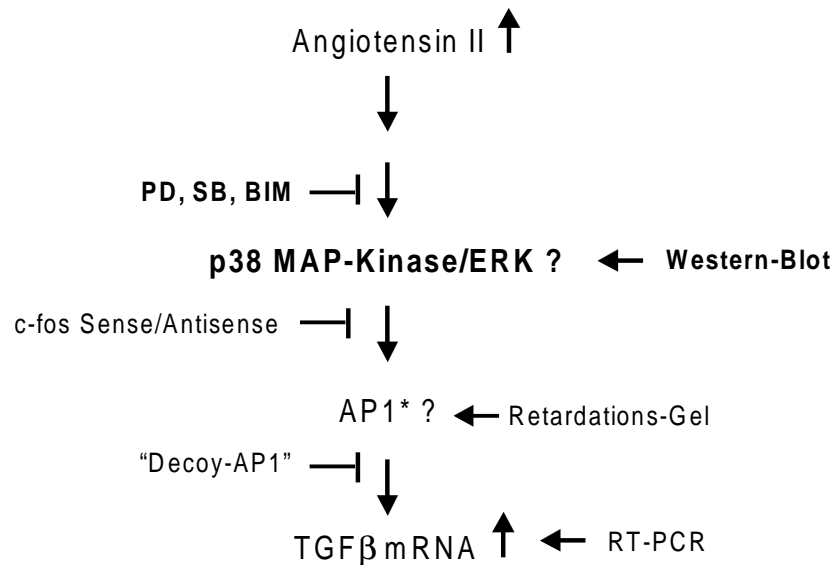 Angiotensin II
PD, SB, BIM
p38 MAP-Kinase/ERK ?
Western-Blot
c-fos Sense/Antisense
AP1* ?
Retardations-Gel
“Decoy-AP1”
TGFβ mRNA
RT-PCR